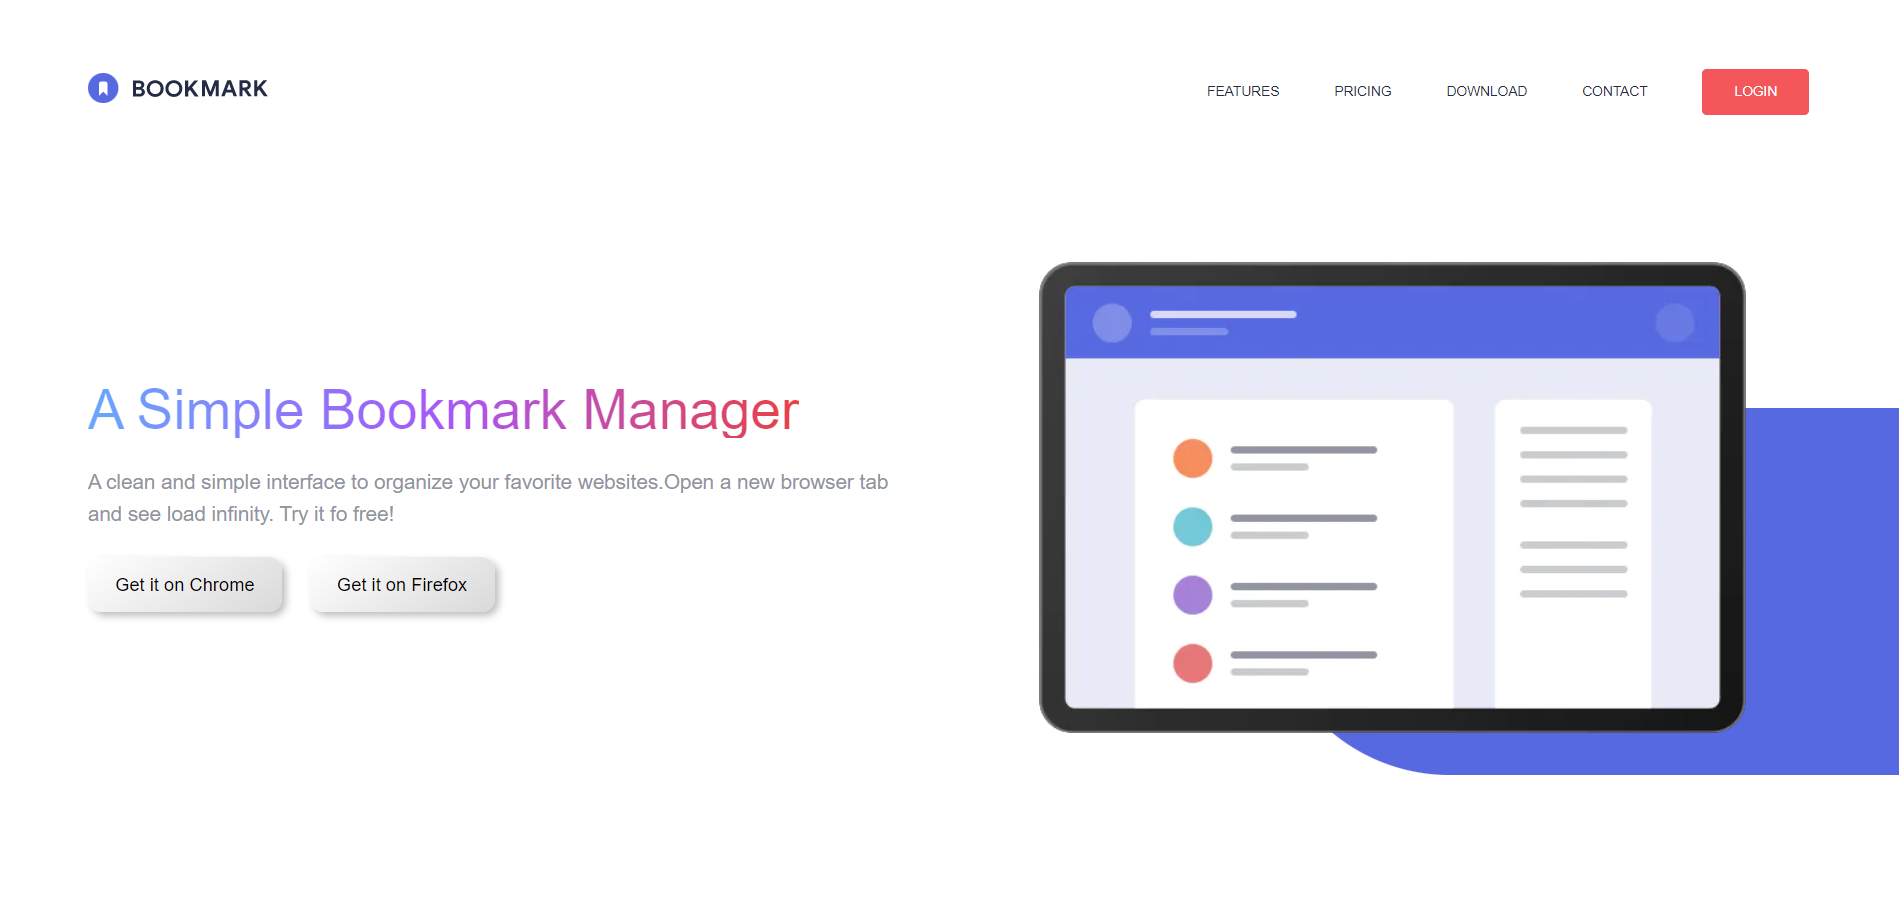 BOOKMARK
FEATURES
PRICING
DOWNLOAD
CONTACT
LOGIN
A Simple Bookmark Manager
A clean and simple interface to organize your favorite websites.Open a new browser tab
and see load infinity. Try it fo free!
Get it on Chrome
Get it on Firefox